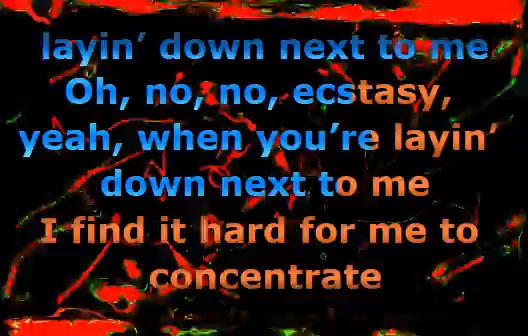 layin’ down next to me
Oh, no, no, ecstasy,
yeah, when you’re layin’
down next to me
I find it hard for me to
concentrate